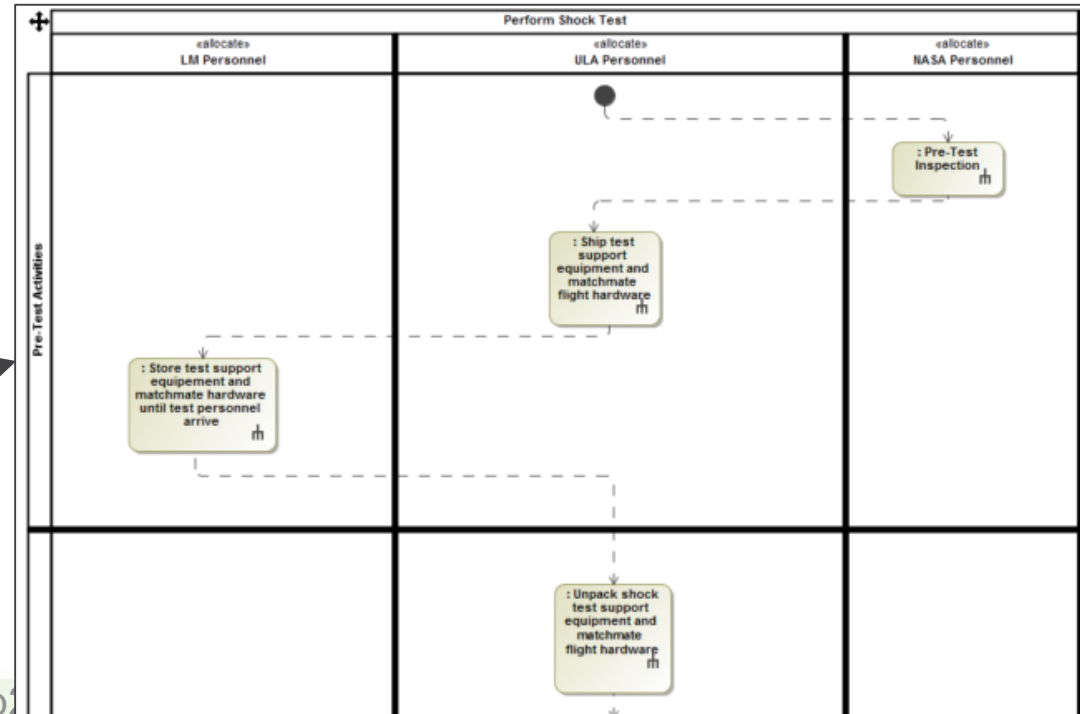 Perform Shock Test
«allocate»
LM Personnel
«allocate»
ULA Personnel
«allocate»
NASA Personnel
Pre-Test Activities
: Pre-Test
Inspection
: Ship test
support
equipment and
matchmate
flight hardware
: Store test support
equipement and
matchmate hardware
until test personnel
arrive
: Unpack shock
test support
equipment and
matchmate
flight hardware